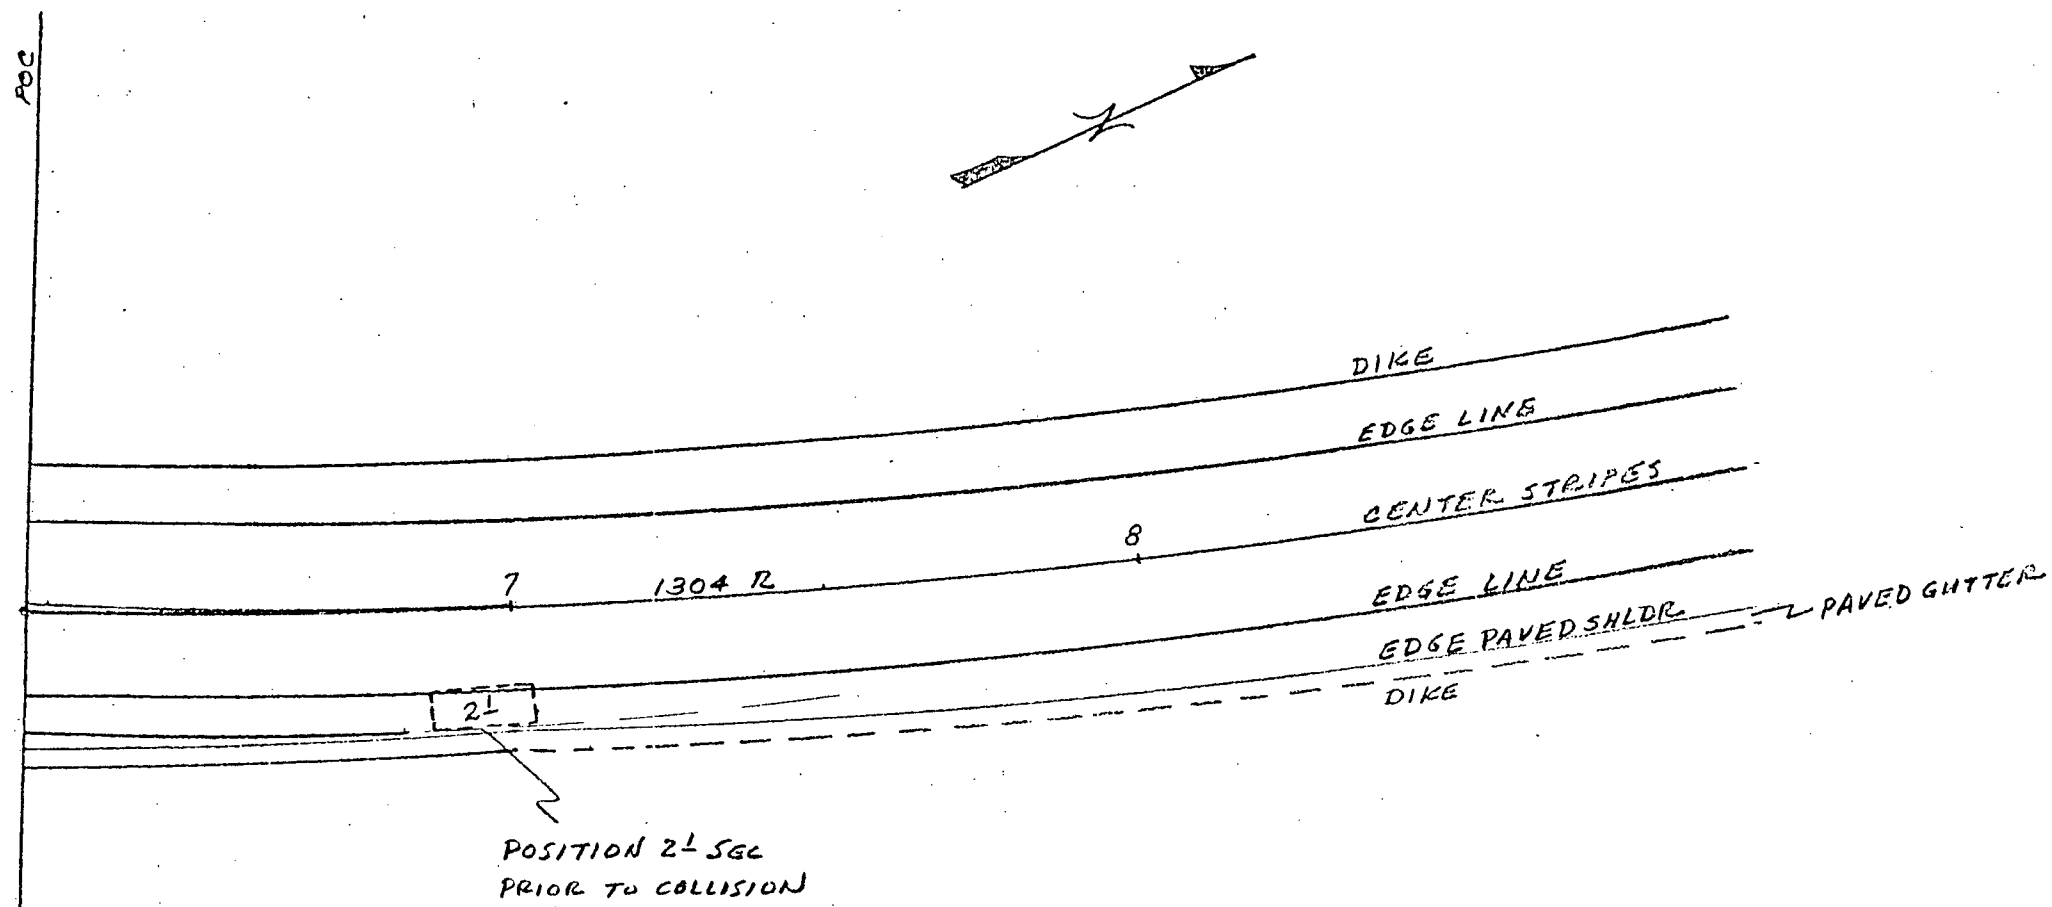 POC
N
DIKE
EDGE LINE
CENTER STRIPES
8
7
1304 R
EDGE LINE
EDGE PAVED SHLDR
PAVED GUTTER
DIKE
2⊥
POSITION 2⊥ SEC
PRIOR TO COLLISION